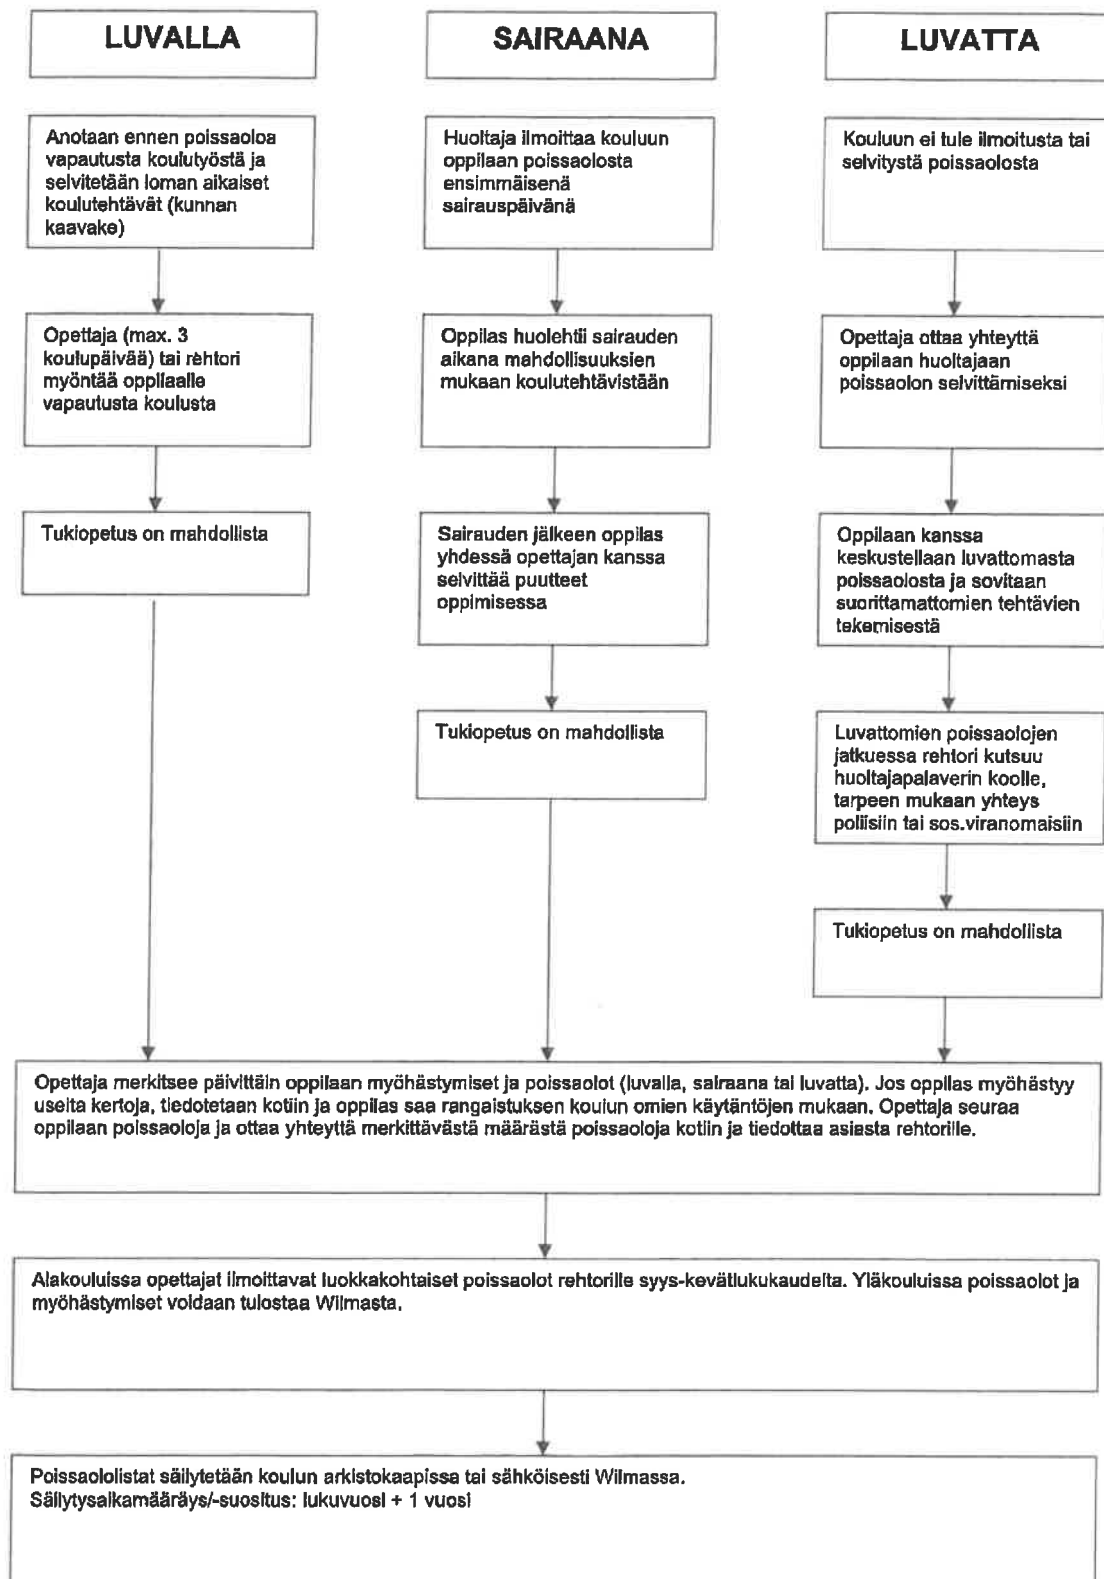 LUVALLA
Anotaan ennen poissaoloa
vapautusta koulutyöstä ja
selvitetään loman aikaiset
koulutehtävät (kunnan
kaavake)
Opettaja (max. 3
koulupäivää) tai rehtori
myöntää oppilaalle
vapautusta koulusta
Tukiopetus on mahdollista
SAIRAANA
Huoltaja ilmoittaa kouluun
oppilaan poissaolosta
ensimmäisenä
sairauspäivänä
Oppilas huolehtii sairauden
aikana mahdollisuuksien
mukaan koulutehtävistään
Sairauden jälkeen oppilas
yhdessä opettajan kanssa
selvittää puutteet
oppimisessa
Tukiopetus on mahdollista
LUVATTA
Kouluun ei tule ilmoitusta tai
selvitystä poissaolosta
Opettaja ottaa yhteyttä
oppilaan huoltajaan
poissaolon selvittämiseksi
Oppilaan kanssa
keskustellaan luvattomasta
poissaolosta ja sovitaan
suorittamattomien tehtävien
tekemisestä
Luvattomien poissaolojen
jatkuessa rehtori kutsuu
huoltajapalaverin koolle,
tarpeen mukaan yhteys
poliisiin tai sos.viranomaisiin
Tukiopetus on mahdollista
Opettaja merkitsee päivittäin oppilaan myöhästymiset ja poissaolot (luvalla, sairaana tai luvatta). Jos oppilas myöhästyy
useita kertoja, tiedotetaan kotiin ja oppilas saa rangaistuksen koulun omien käytäntöjen mukaan. Opettaja seuraa
oppilaan poissaoloja ja ottaa yhteyttä merkittävästä määrästä poissaoloja kotiin ja tiedottaa asiasta rehtorille.
Alakouluissa opettajat ilmoittavat luokkakohtaiset poissaolot rehtorille syys-kevätlukukaudelta. Yläkouluissa poissaolot ja
myöhästymiset voidaan tulostaa Wilmasta.
Poissaololistat säilytetään koulun arkistokaapissa tai sähköisesti Wilmassa.
Säilytysaikamääräys/-suositus: lukuvuosi + 1 vuosi